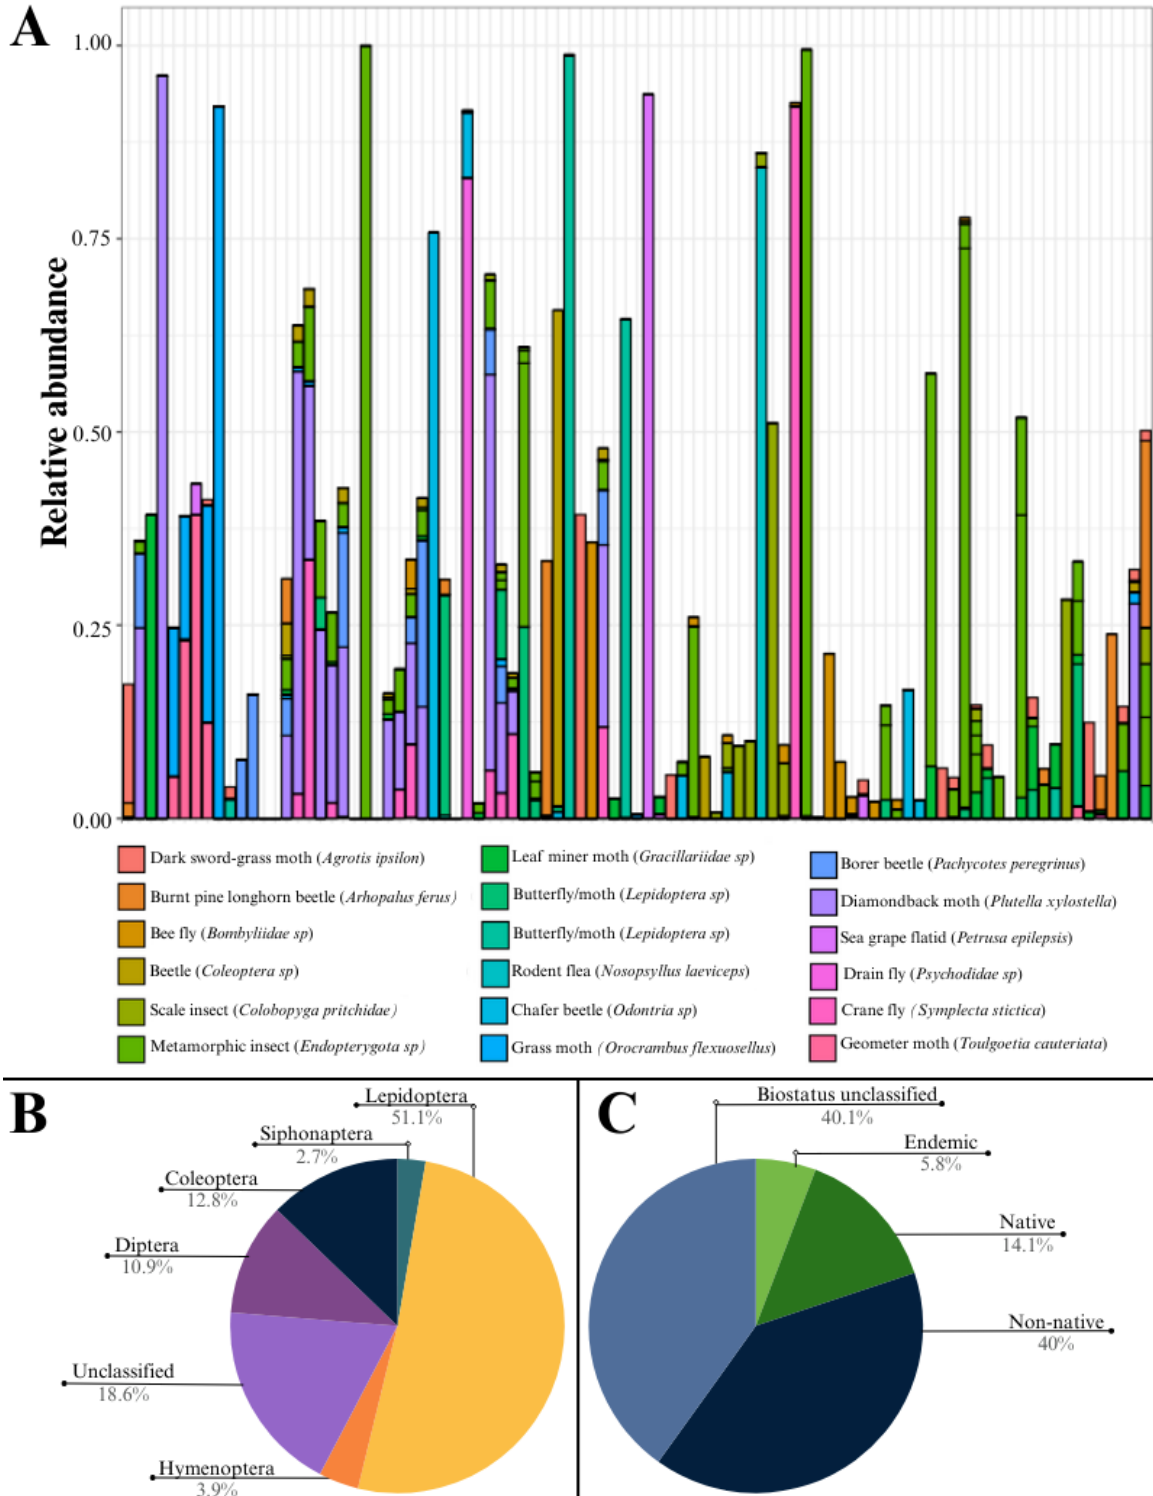 A
Relative abundance
1.00
0.75
0.50
0.25
0.00
Dark sword-grass moth (Agrotis ipsilon)
Burnt pine longhorn beetle (Arhopalus ferus)
Bee fly (Bombyliidae sp)
Beetle (Coleoptera sp)
Scale insect (Colobopyga pritchidae)
Metamorphic insect (Endopterygota sp)
Leaf miner moth (Gracillariidae sp)
Butterfly/moth (Lepidoptera sp)
Butterfly/moth (Lepidoptera sp)
Rodent flea (Nosopsyllus laeviceps)
Chafer beetle (Odontria sp)
Grass moth (Orocrambus flexuosellus)
Borer beetle (Pachycotes peregrinus)
Diamondback moth (Plutella xylostella)
Sea grape flatid (Petrusa epilepsis)
Drain fly (Psychodidae sp)
Crane fly (Symplecta stictica)
Geometer moth (Toulgoetia cauteriata)
B
Lepidoptera
51.1%
Siphonaptera
2.7%
Coleoptera
12.8%
Diptera
10.9%
Unclassified
18.6%
Hymenoptera
3.9%
C
Biostatus unclassified
40.1%
Endemic
5.8%
Native
14.1%
Non-native
40%